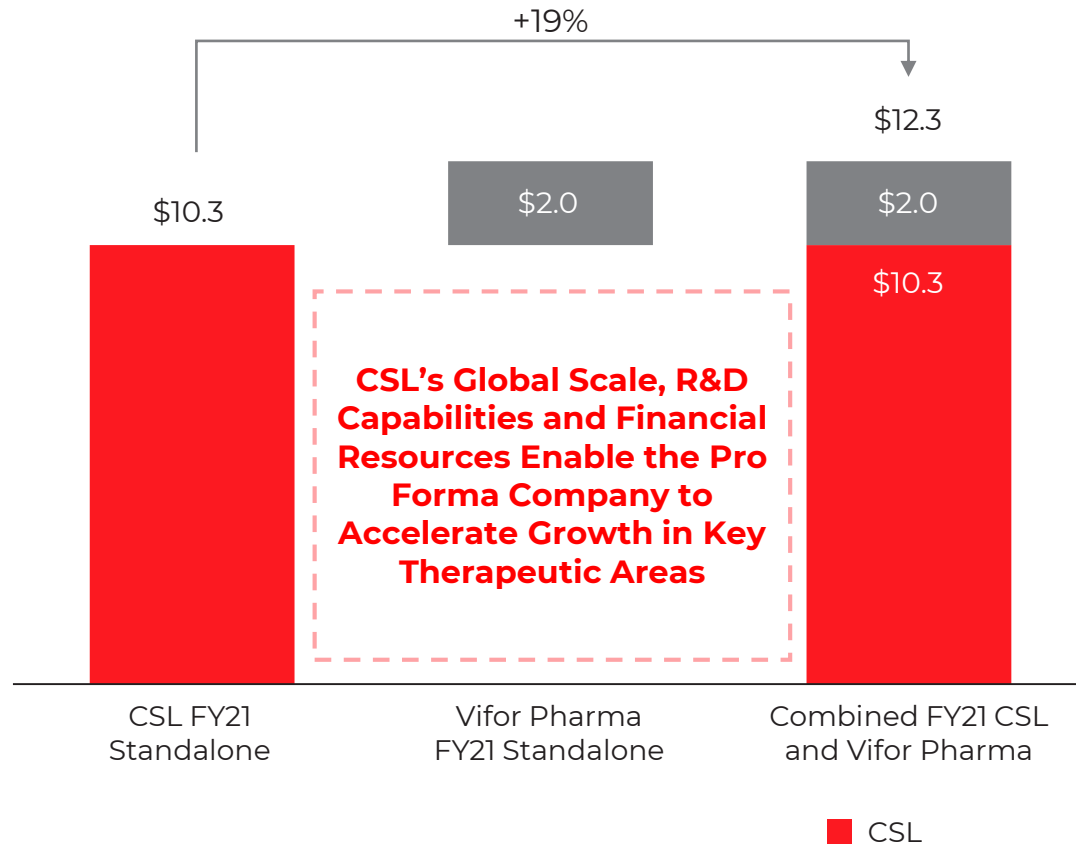 +19%
$12.3
$10.3
$2.0
$2.0
$10.3
CSL's Global Scale, R&D
Capabilities and Financial
Resources Enable the Pro
Forma Company to
Accelerate Growth in Key
Therapeutic Areas
CSL FY21
Standalone
Vifor Pharma
FY21 Standalone
Combined FY21 CSL
and Vifor Pharma
CSL